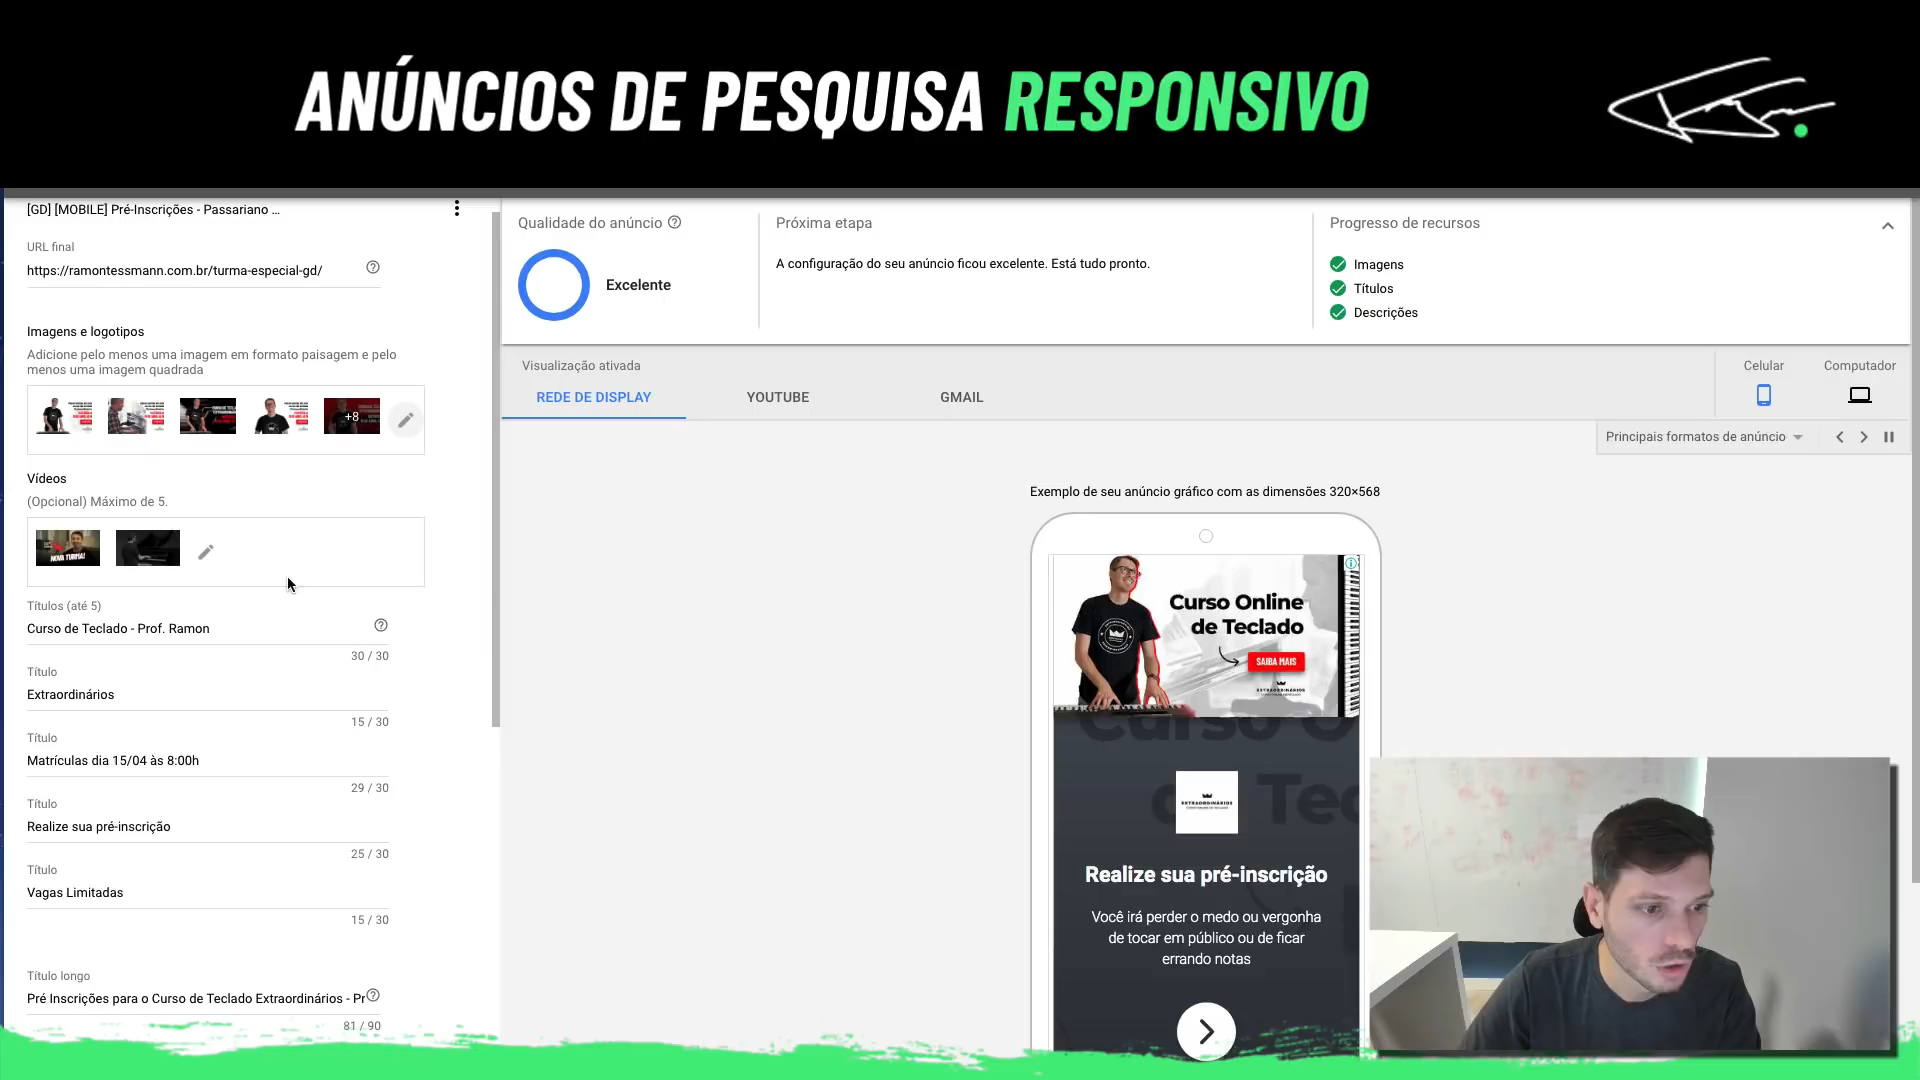 ANÚNCIOS DE PESQUISA RESPONSIVO
[GD] [MOBILE] Pré-Inscrições - Passariano ...
URL final
https://ramontessmann.com.br/turma-especial-gd/
Imagens e logotipos
Adicione pelo menos uma imagem em formato paisagem e pelo
menos uma imagem quadrada
+8
Vídeos
(Opcional) Máximo de 5.
NOVA TURMA!
Títulos (até 5)
Curso de Teclado - Prof. Ramon
30 / 30
Título
Extraordinários
15 / 30
Título
Matrículas dia 15/04 às 8:00h
29 / 30
Título
Realize sua pré-inscrição
25 / 30
Título
Vagas Limitadas
15 / 30
Título longo
Pré Inscrições para o Curso de Teclado Extraordinários - Pr
81 / 90
Qualidade do anúncio
Excelente
Próxima etapa
A configuração do seu anúncio ficou excelente. Está tudo pronto.
Progresso de recursos
Imagens
Títulos
Descrições
Visualização ativada
REDE DE DISPLAY
YOUTUBE
GMAIL
Celular
Computador
Principais formatos de anúncio
Exemplo de seu anúncio gráfico com as dimensões 320×568
Curso Online
de Teclado
SAIBA MAIS
EXTRAORDINÁRIOS
EXTRAORDINÁRIOS
Realize sua pré-inscrição
Você irá perder o medo ou vergonha
de tocar em público ou de ficar
errando notas